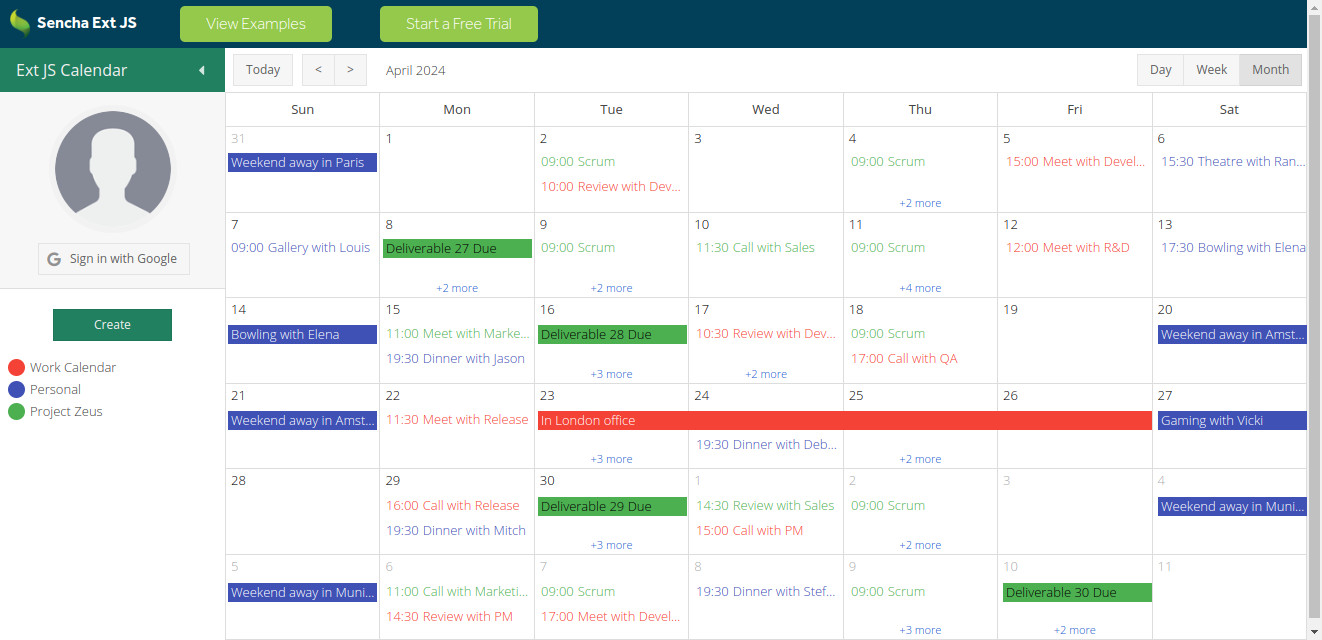 Sencha Ext JS
View Examples
Start a Free Trial
Ext JS Calendar
Today
<
>
April 2024
Day
Week
Month
Sign in with Google
Create
Work Calendar
Personal
Project Zeus
Sun Mon Tue Wed Thu Fri Sat
31 1 2 3 4 5 6
Weekend away in Paris
09:00 Scrum
10:00 Review with Dev...
09:00 Scrum
+2 more
15:00 Meet with Devel...
15:30 Theatre with Ran...
7 8 9 10 11 12 13
09:00 Gallery with Louis
Deliverable 27 Due
+2 more
09:00 Scrum
+2 more
11:30 Call with Sales
09:00 Scrum
+4 more
12:00 Meet with R&D
17:30 Bowling with Elena
14 15 16 17 18 19 20
Bowling with Elena
11:00 Meet with Marke...
19:30 Dinner with Jason
Deliverable 28 Due
+3 more
10:30 Review with Dev...
+2 more
09:00 Scrum
17:00 Call with QA
Weekend away in Amst...
21 22 23 24 25 26 27
Weekend away in Amst...
11:30 Meet with Release
In London office
+3 more
19:30 Dinner with Deb...
+2 more
Gaming with Vicki
28 29 30 1 2 3 4
16:00 Call with Release
19:30 Dinner with Mitch
Deliverable 29 Due
+3 more
14:30 Review with Sales
15:00 Call with PM
09:00 Scrum
+2 more
Weekend away in Muni...
5 6 7 8 9 10 11
Weekend away in Muni...
11:00 Call with Marketi...
14:30 Review with PM
09:00 Scrum
17:00 Meet with Devel...
19:30 Dinner with Stef...
09:00 Scrum
+3 more
Deliverable 30 Due
+2 more